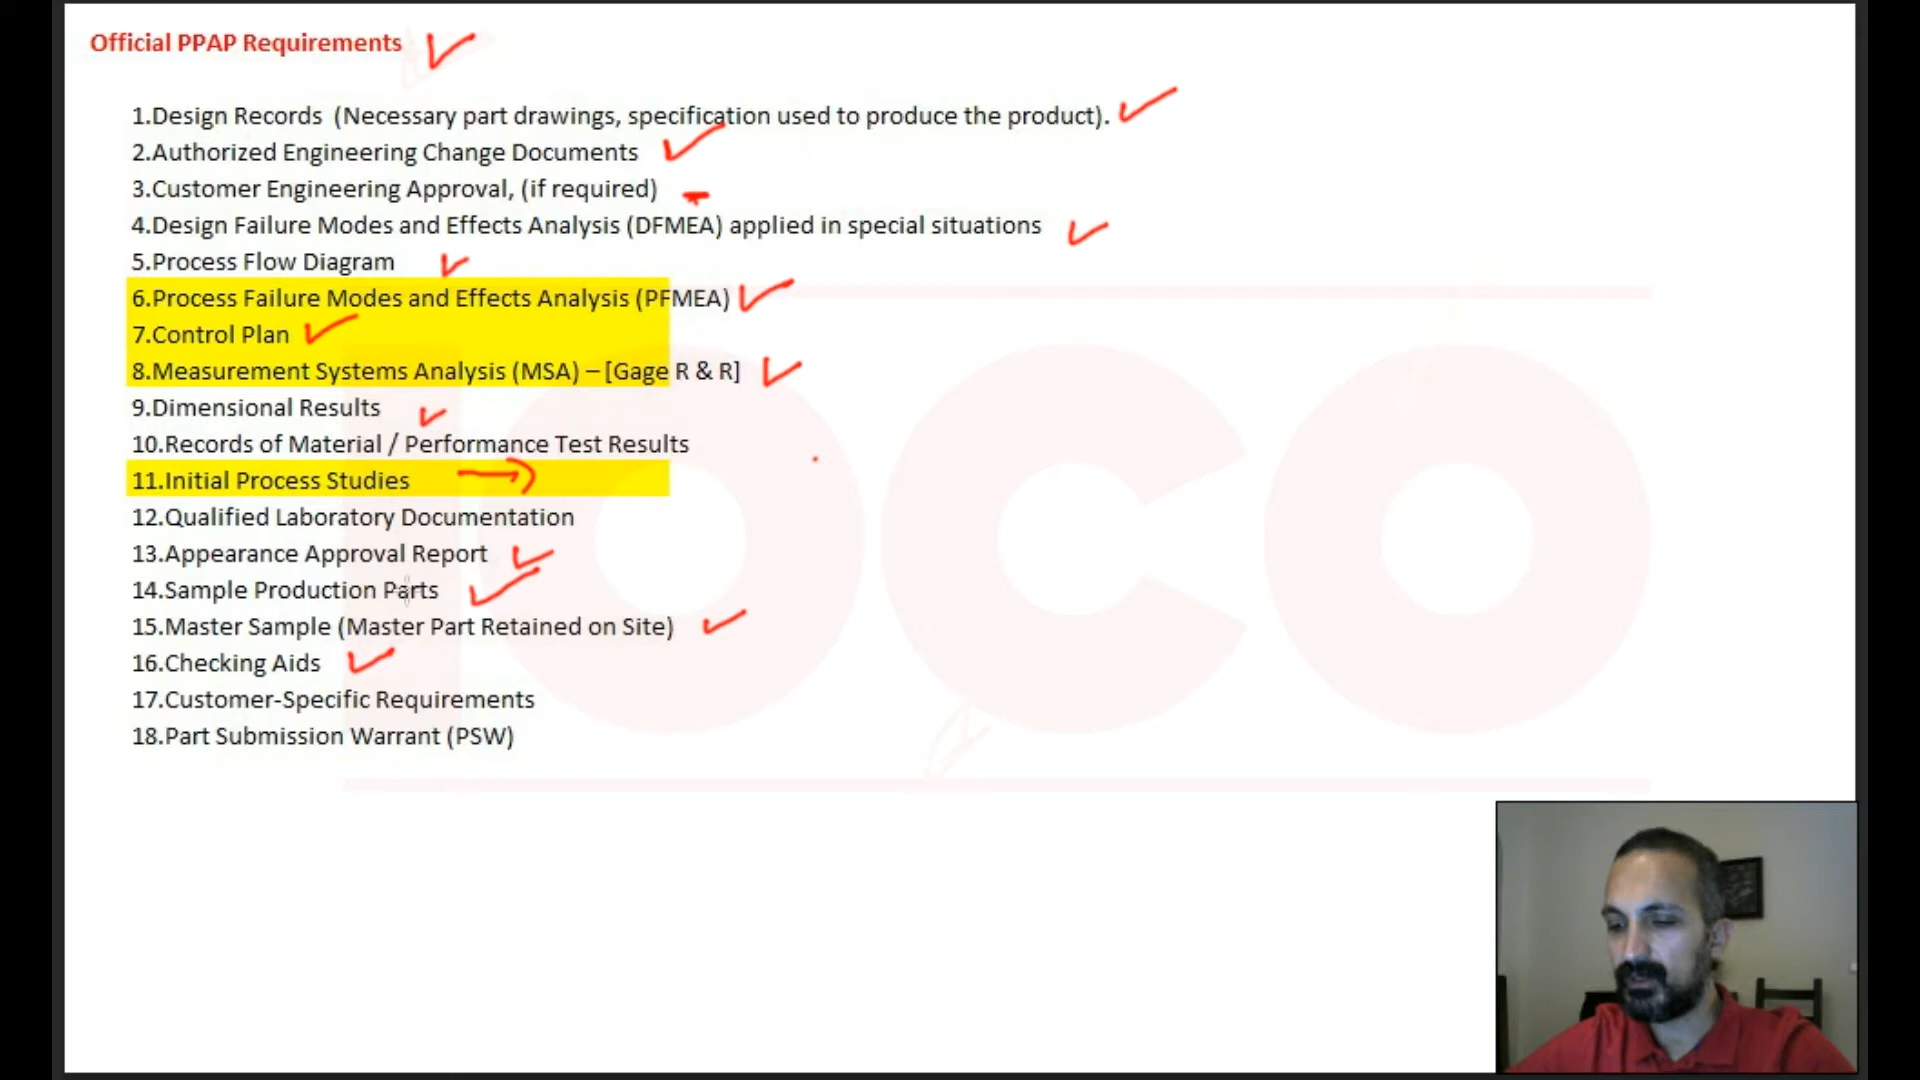 Official PPAP Requirements
1.Design Records (Necessary part drawings, specification used to produce the product).
2.Authorized Engineering Change Documents
3.Customer Engineering Approval, (if required)
4.Design Failure Modes and Effects Analysis (DFMEA) applied in special situations
5.Process Flow Diagram
6.Process Failure Modes and Effects Analysis (PFMEA)
7.Control Plan
8.Measurement Systems Analysis (MSA) – [Gage R & R]
9.Dimensional Results
10.Records of Material / Performance Test Results
11.Initial Process Studies
12.Qualified Laboratory Documentation
13.Appearance Approval Report
14.Sample Production Parts
15.Master Sample (Master Part Retained on Site)
16.Checking Aids
17.Customer-Specific Requirements
18.Part Submission Warrant (PSW)